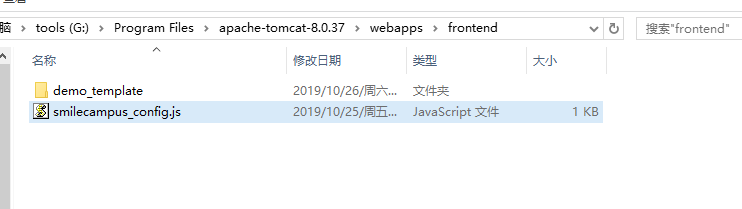 脑 > tools (G:) > Program Files > apache-tomcat-8.0.37 > webapps > frontend
搜索"frontend"
名称 修改日期 类型 大小
demo_template 2019/10/26/周六... 文件夹
smilecampus_config.js 2019/10/25/周五... JavaScript 文件 1 KB